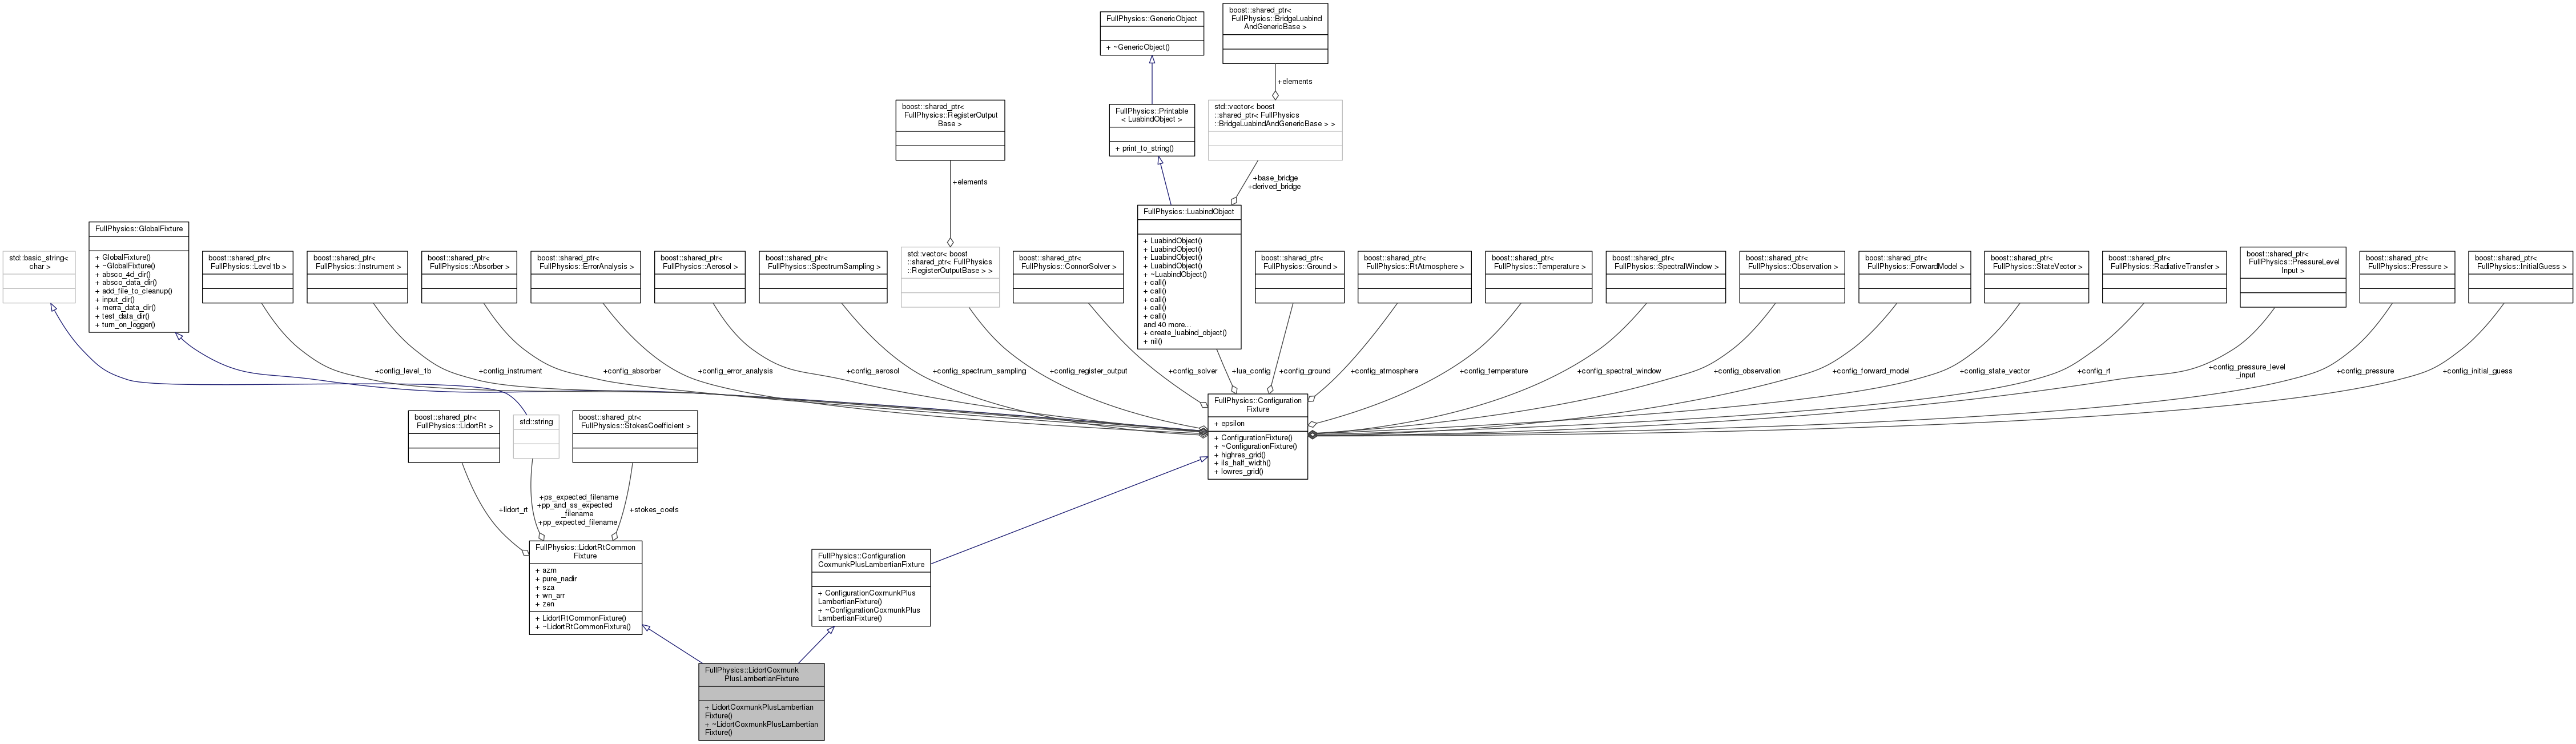 FullPhysics::GenericObject
+ ~GenericObject()
boost::shared_ptr<
FullPhysics::BridgeLuabind
AndGenericBase >
+elements
boost::shared_ptr<
FullPhysics::RegisterOutput
Base >
FullPhysics::Printable
< LuabindObject >
+ print_to_string()
std::vector< boost
::shared_ptr< FullPhysics
::BridgeLuabindAndGenericBase > >
+elements
+base_bridge
+derived_bridge
std::basic_string<
char >
FullPhysics::GlobalFixture
+ GlobalFixture()
+ ~GlobalFixture()
+ absco_4d_dir()
+ absco_data_dir()
+ add_file_to_cleanup()
+ input_dir()
+ merra_data_dir()
+ test_data_dir()
+ turn_on_logger()
boost::shared_ptr<
FullPhysics::Level1b >
boost::shared_ptr<
FullPhysics::Instrument >
boost::shared_ptr<
FullPhysics::Absorber >
boost::shared_ptr<
FullPhysics::ErrorAnalysis >
boost::shared_ptr<
FullPhysics::Aerosol >
boost::shared_ptr<
FullPhysics::SpectrumSampling >
std::vector< boost
::shared_ptr< FullPhysics
::RegisterOutputBase > >
boost::shared_ptr<
FullPhysics::ConnorSolver >
FullPhysics::LuabindObject
+ LuabindObject()
+ LuabindObject()
+ LuabindObject()
+ LuabindObject()
+ ~LuabindObject()
+ call()
+ call()
+ call()
+ call()
+ call()
and 40 more...
+ create_luabind_object()
+ nil()
boost::shared_ptr<
FullPhysics::Ground >
boost::shared_ptr<
FullPhysics::RtAtmosphere >
boost::shared_ptr<
FullPhysics::Temperature >
boost::shared_ptr<
FullPhysics::SpectralWindow >
boost::shared_ptr<
FullPhysics::Observation >
boost::shared_ptr<
FullPhysics::ForwardModel >
boost::shared_ptr<
FullPhysics::StateVector >
boost::shared_ptr<
FullPhysics::RadiativeTransfer >
boost::shared_ptr<
FullPhysics::PressureLevel
Input >
boost::shared_ptr<
FullPhysics::Pressure >
boost::shared_ptr<
FullPhysics::InitialGuess >
+config_level_1b
+config_instrument
+config_absorber
+config_error_analysis
+config_aerosol
+config_spectrum_sampling
+config_register_output
+config_solver
+lua_config
+config_ground
+config_atmosphere
+config_temperature
+config_spectral_window
+config_observation
+config_forward_model
+config_state_vector
+config_rt
+config_pressure_level
_input
+config_pressure
+config_initial_guess
boost::shared_ptr<
FullPhysics::LidortRt >
std::string
boost::shared_ptr<
FullPhysics::StokesCoefficient >
FullPhysics::Configuration
Fixture
+ epsilon
+ ConfigurationFixture()
+ ~ConfigurationFixture()
+ highres_grid()
+ ils_half_width()
+ lowres_grid()
+lidort_rt
+ps_expected_filename
+pp_and_ss_expected
_filename
+pp_expected_filename
+stokes_coefs
FullPhysics::LidortRtCommon
Fixture
+ azm
+ pure_nadir
+ sza
+ wn_arr
+ zen
+ LidortRtCommonFixture()
+ ~LidortRtCommonFixture()
FullPhysics::Configuration
CoxmunkPlusLambertianFixture
+ ConfigurationCoxmunkPlus
LambertianFixture()
+ ~ConfigurationCoxmunkPlus
LambertianFixture()
FullPhysics::LidortCoxmunk
PlusLambertianFixture
+ LidortCoxmunkPlusLambertian
Fixture()
+ ~LidortCoxmunkPlusLambertian
Fixture()